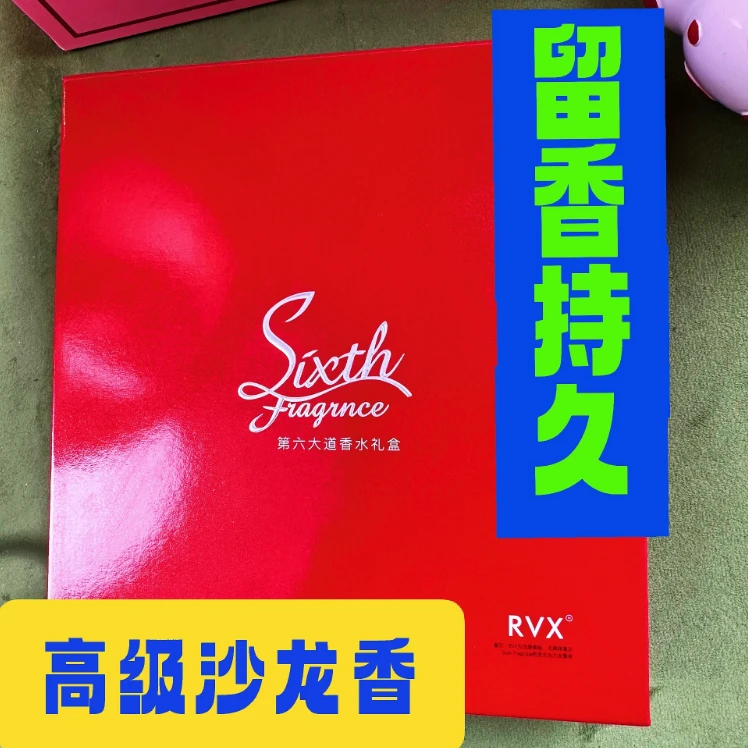 留香持久
Sixth
Fragrnce
第六大道香水礼盒
RVX
高级沙龙香